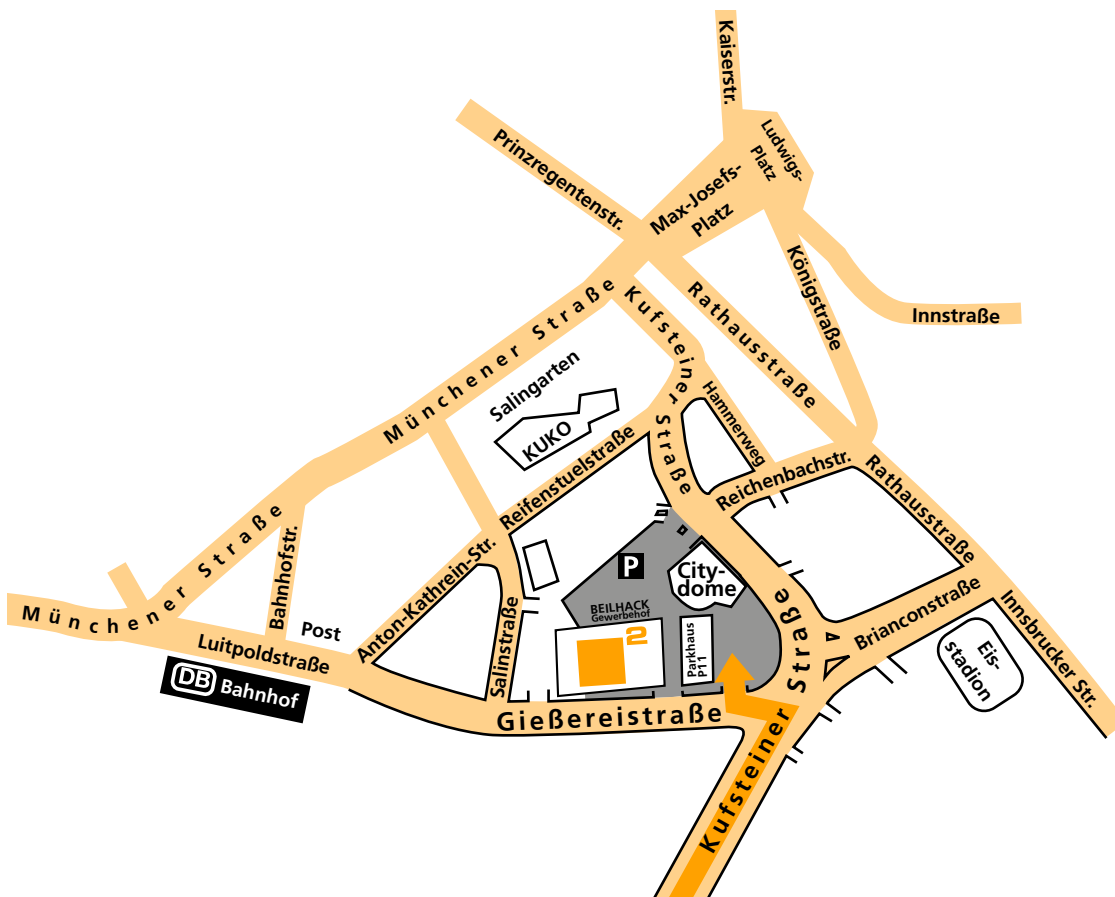 Kaiserstr.
Ludwigs-
Platz
Prinzregentenstr.
Max-Josefs-
Platz
Königstraße
Innstraße
Rathausstraße
Kufsteiner Straße
Münchener Straße
Salingarten
KUKO
Hammerweg
Reifenstuelstraße
Reichenbachstr.
Rathausstraße
Münchener Straße
Bahnhofstr.
Anton-Kathrein-Str.
P
City-
dome
BEILHACK
Gewerbehof
2
Parkhaus
P11
Brianconstraße
Innsbrucker Str.
Eis-
stadion
Post
Luitpoldstraße
Salinstraße
DB Bahnhof
Gießereistraße
Kufsteiner Straße